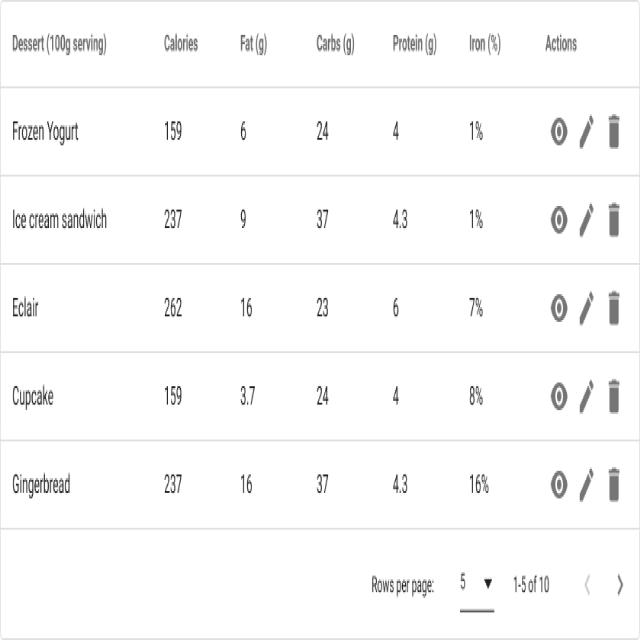 Dessert (100g serving) Calories Fat (g) Carbs (g) Protein (g) Iron (%) Actions
Frozen Yogurt 159 6 24 4 1%
Ice cream sandwich 237 9 37 4.3 1%
Eclair 262 16 23 6 7%
Cupcake 159 3.7 24 4 8%
Gingerbread 237 16 37 4.3 16%
Rows per page: 5 1-5 of 10